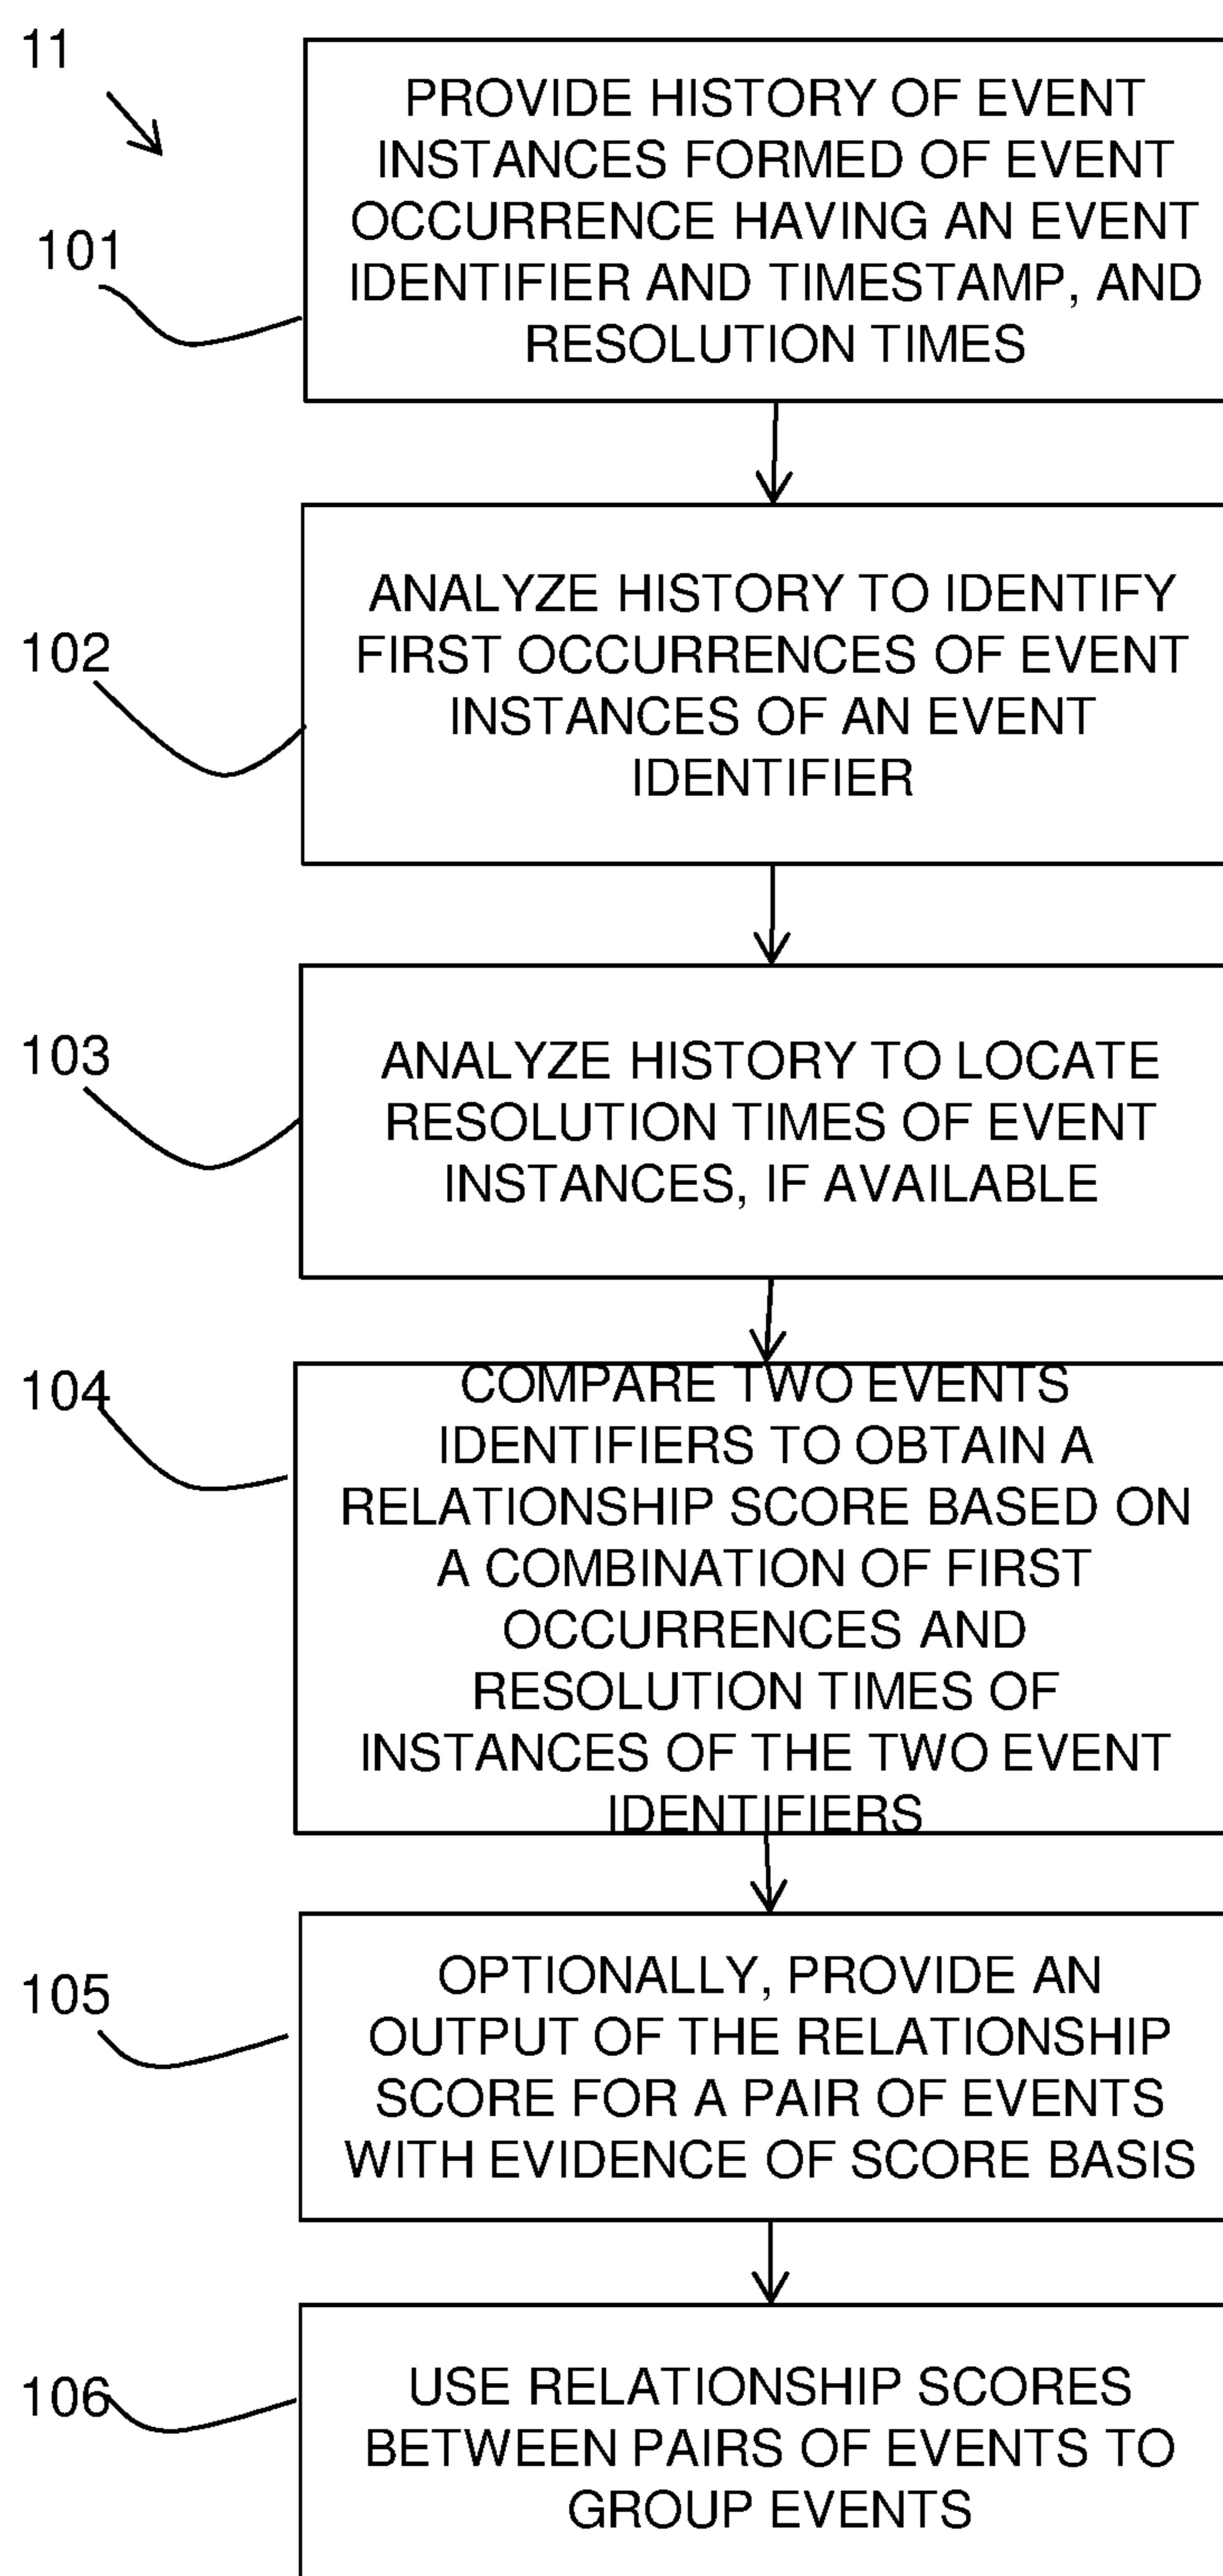 11
PROVIDE HISTORY OF EVENT
INSTANCES FORMED OF EVENT
OCCURRENCE HAVING AN EVENT
IDENTIFIER AND TIMESTAMP, AND
RESOLUTION TIMES
101
ANALYZE HISTORY TO IDENTIFY
FIRST OCCURRENCES OF EVENT
INSTANCES OF AN EVENT
IDENTIFIER
102
ANALYZE HISTORY TO LOCATE
RESOLUTION TIMES OF EVENT
INSTANCES, IF AVAILABLE
103
COMPARE TWO EVENTS
IDENTIFIERS TO OBTAIN A
RELATIONSHIP SCORE BASED ON
A COMBINATION OF FIRST
OCCURRENCES AND
RESOLUTION TIMES OF
INSTANCES OF THE TWO EVENT
IDENTIFIERS
104
OPTIONALLY, PROVIDE AN
OUTPUT OF THE RELATIONSHIP
SCORE FOR A PAIR OF EVENTS
WITH EVIDENCE OF SCORE BASIS
105
USE RELATIONSHIP SCORES
BETWEEN PAIRS OF EVENTS TO
GROUP EVENTS
106